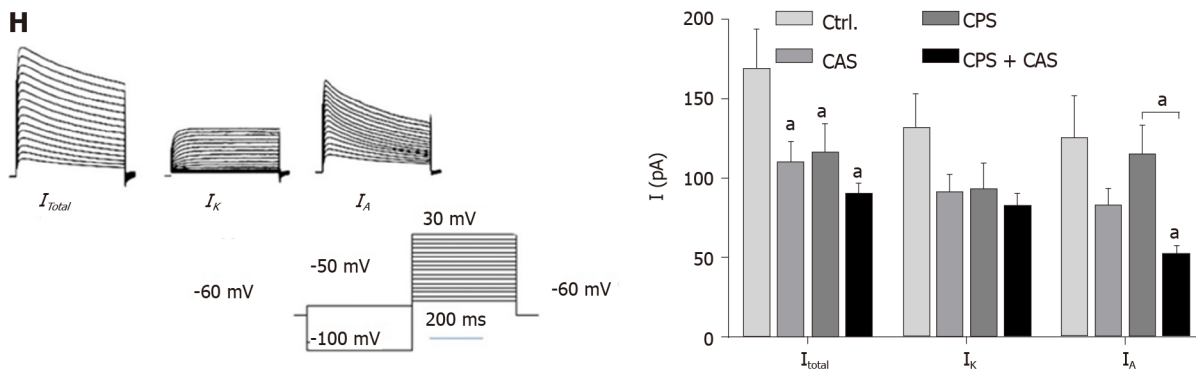 H
I_Total
I_K
I_A
30 mV
-50 mV
-60 mV
-60 mV
200 ms
-100 mV
Ctrl.
CPS
CAS
CPS + CAS
I (pA)
200
150
100
50
0
a
a
a
a
a
I_total
I_K
I_A